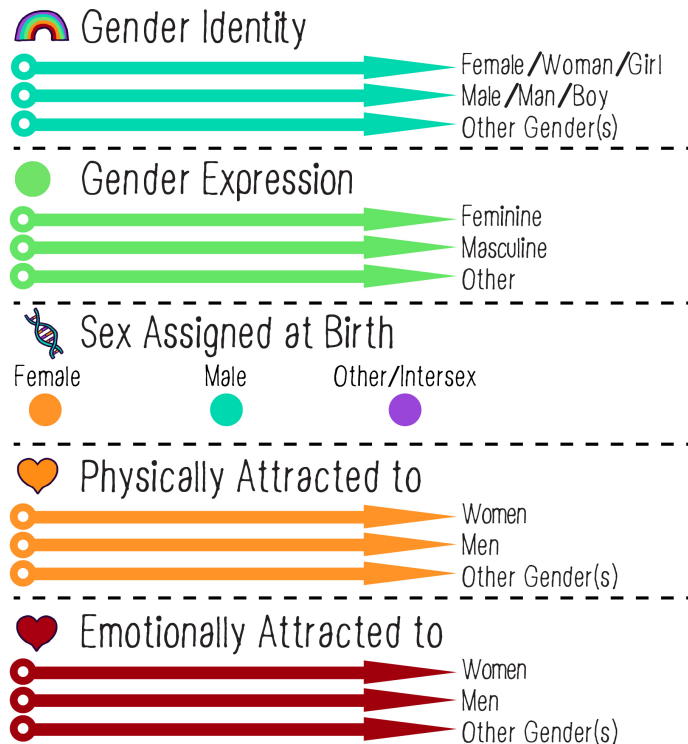 Gender Identity
Female/Woman/Girl
Male/Man/Boy
Other Gender(s)
Gender Expression
Feminine
Masculine
Other
Sex Assigned at Birth
Female Male Other/Intersex
Physically Attracted to
Women
Men
Other Gender(s)
Emotionally Attracted to
Women
Men
Other Gender(s)